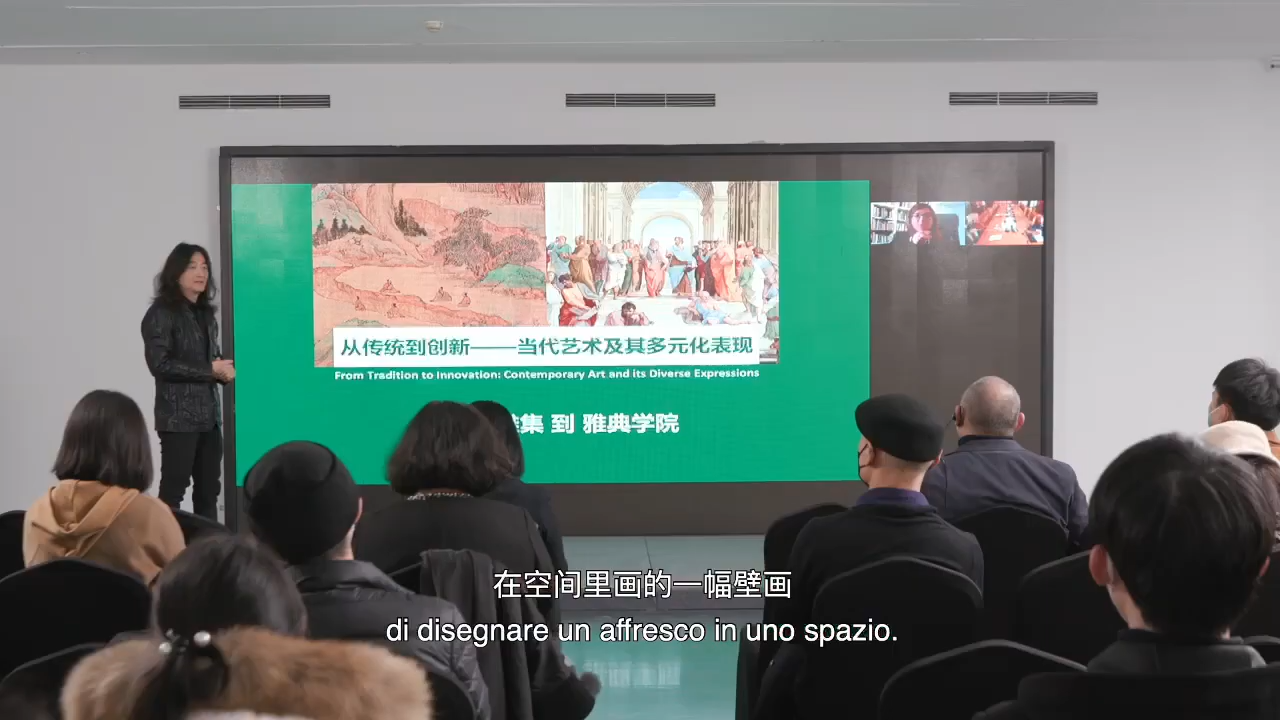 从传统到创新——当代艺术及其多元化表现
From Tradition to Innovation: Contemporary Art and its Diverse Expressions
集 到 雅典学院
在空间里画的一幅壁画
di disegnare un affresco in uno spazio.